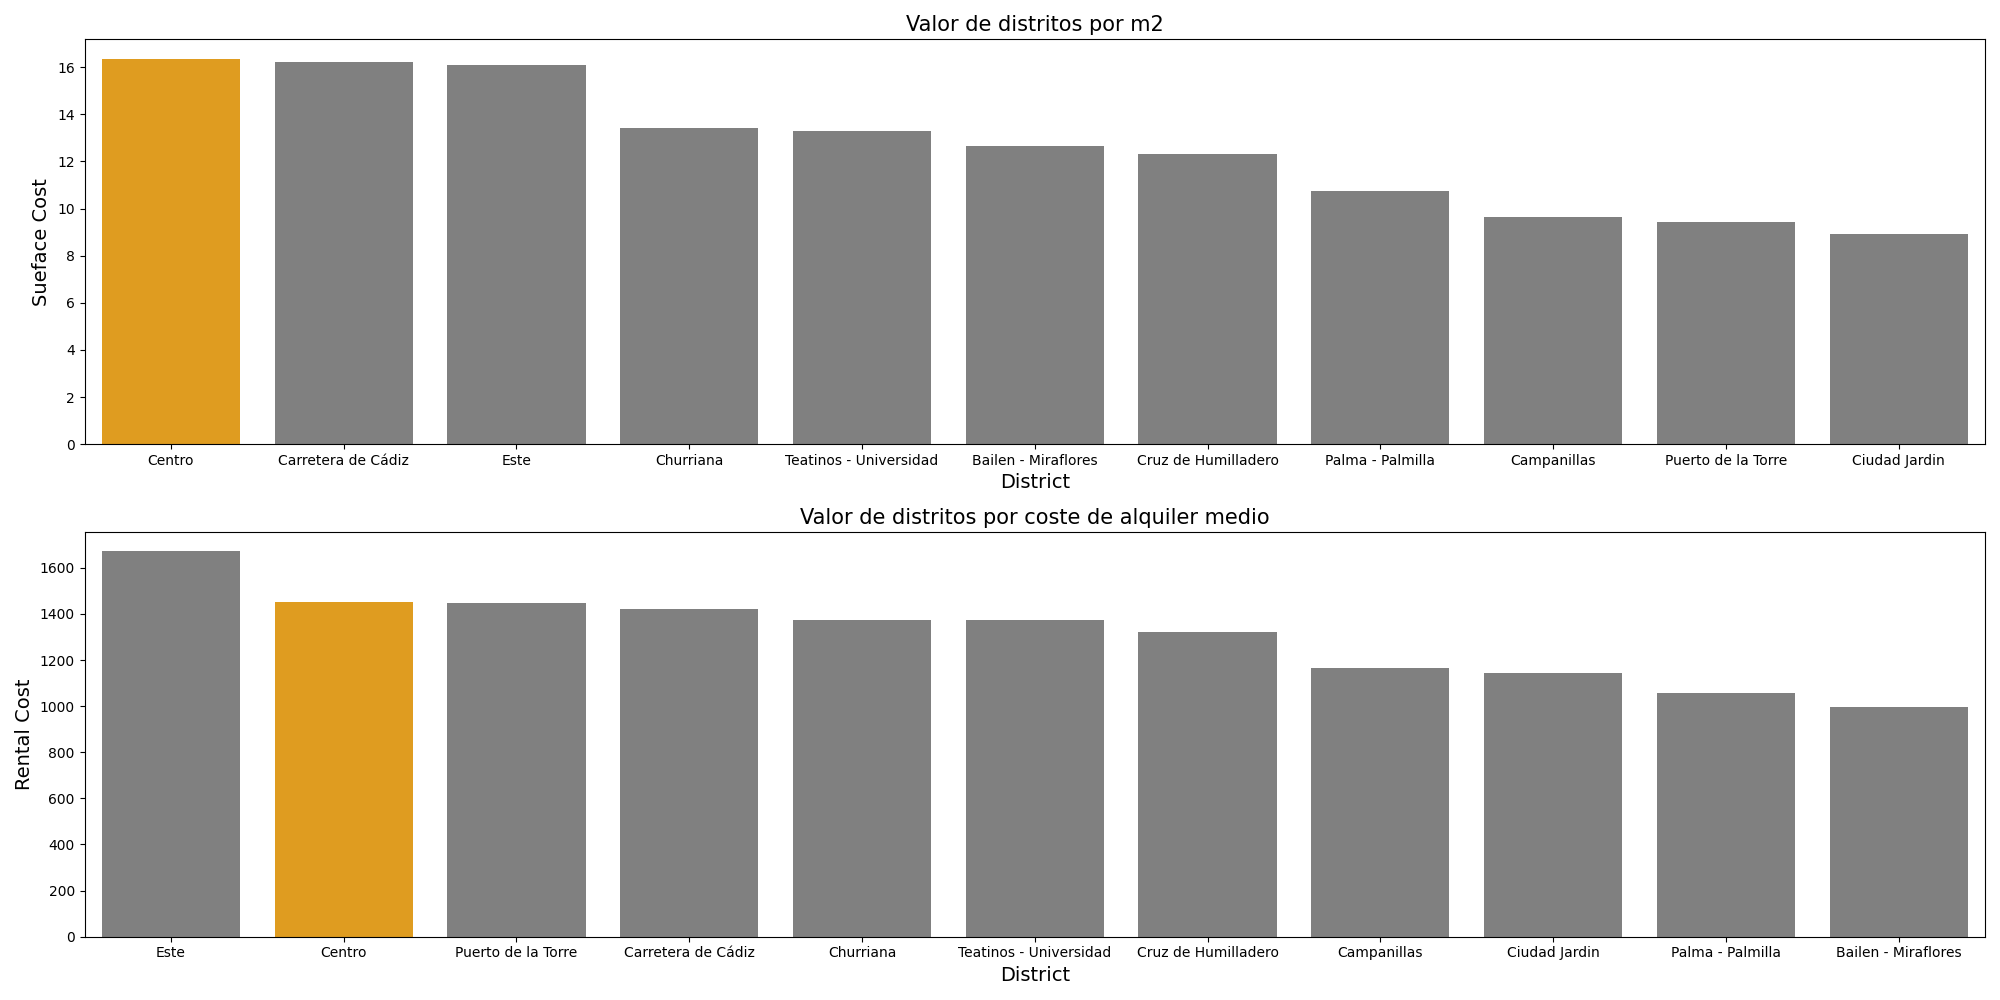 Valor de distritos por m2
16
14
12
10
8
6
4
2
0
Sueface Cost
Centro
Carretera de Cádiz
Este
Churriana
Teatinos - Universidad
Bailen - Miraflores
Cruz de Humilladero
Palma - Palmilla
Campanillas
Puerto de la Torre
Ciudad Jardin
District
Valor de distritos por coste de alquiler medio
1600
1400
1200
1000
800
600
400
200
0
Rental Cost
Este
Centro
Puerto de la Torre
Carretera de Cádiz
Churriana
Teatinos - Universidad
Cruz de Humilladero
Campanillas
Ciudad Jardin
Palma - Palmilla
Bailen - Miraflores
District